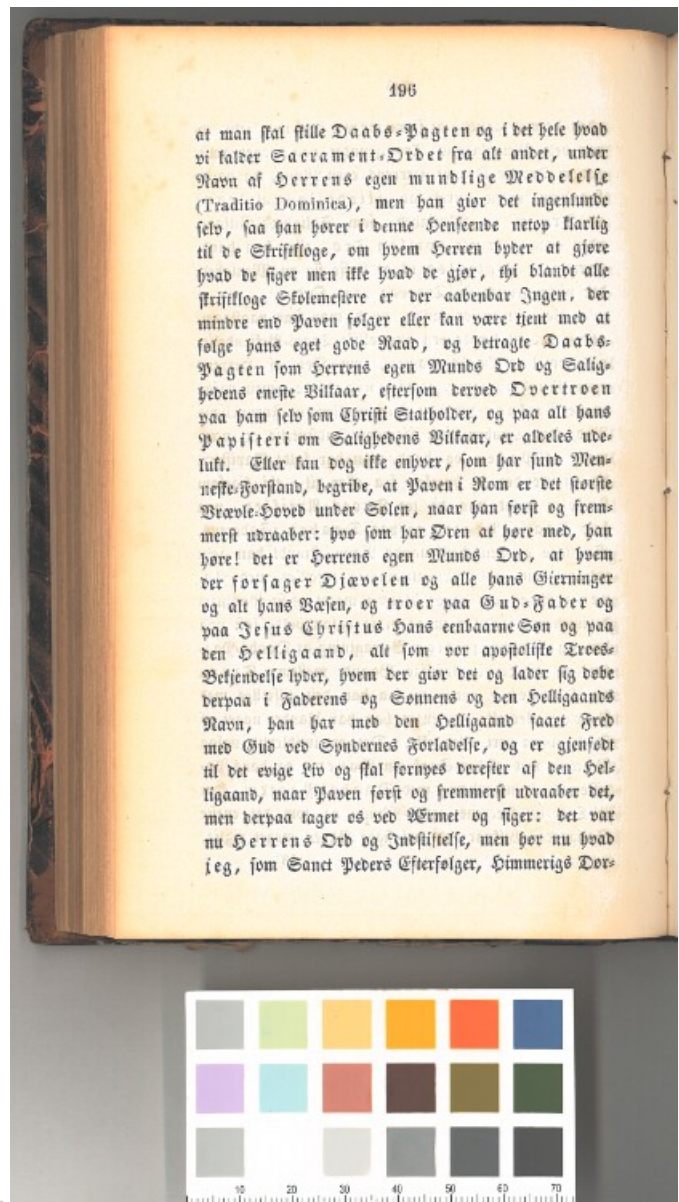 196
at man skal skille Daabs-Pagten og i det hele hvad
vi kalder Sacrament-Ordet fra alt andet, under
Navn af Herrens egen mundlige Meddelelse
(Traditio Dominica), men han giør det ingenlunde
selv, saa han hører i denne Henseende netop klarlig
til de Skriftkloge, om hvem Herren byder at gjøre
hvad de siger men ikke hvad de gjør, thi blandt alle
skriftkloge Skolemestere er der aabenbar Ingen, der
mindre end Paven følger eller kan være tjent med at
følge hans eget gode Raad, og betragte Daabs-
Pagten som Herrens egen Munds Ord og Salig-
hedens eneste Vilkaar, eftersom derved Overtroen
paa ham selv som Christi Statholder, og paa alt hans
Papisteri om Salighedens Vilkaar, er aldeles ude-
lukt. Eller kan dog ikke enhver, som har sund Men-
neske-Forstand, begribe, at Paven i Rom er det største
Vrævle-Hoved under Solen, naar han først og frem-
merst udraaber: hvo som har Øren at høre med, han
høre! det er Herrens egen Munds Ord, at hvem
der forsager Djævelen og alle hans Gierninger
og alt hans Væsen, og troer paa Gud-Fader og
paa Jesus Christus Hans eenbaarne Søn og paa
den Helligaand, alt som vor apostoliske Troes-
Bekjendelse lyder, hvem der giør det og lader sig døbe
derpaa i Faderens og Sønnens og den Helligaands
Navn, han har med den Helligaand faaet Fred
med Gud ved Syndernes Forladelse, og er gjenfødt
til det evige Liv og skal fornyes derefter af den Hel-
ligaand, naar Paven først og fremmerst udraaber det,
men derpaa tager os ved Ærmet og siger: det var
nu Herrens Ord og Indstiftelse, men hør nu hvad
jeg, som Sanct Peders Efterfølger, Himmerigs Dør-
10 20 30 40 50 60 70